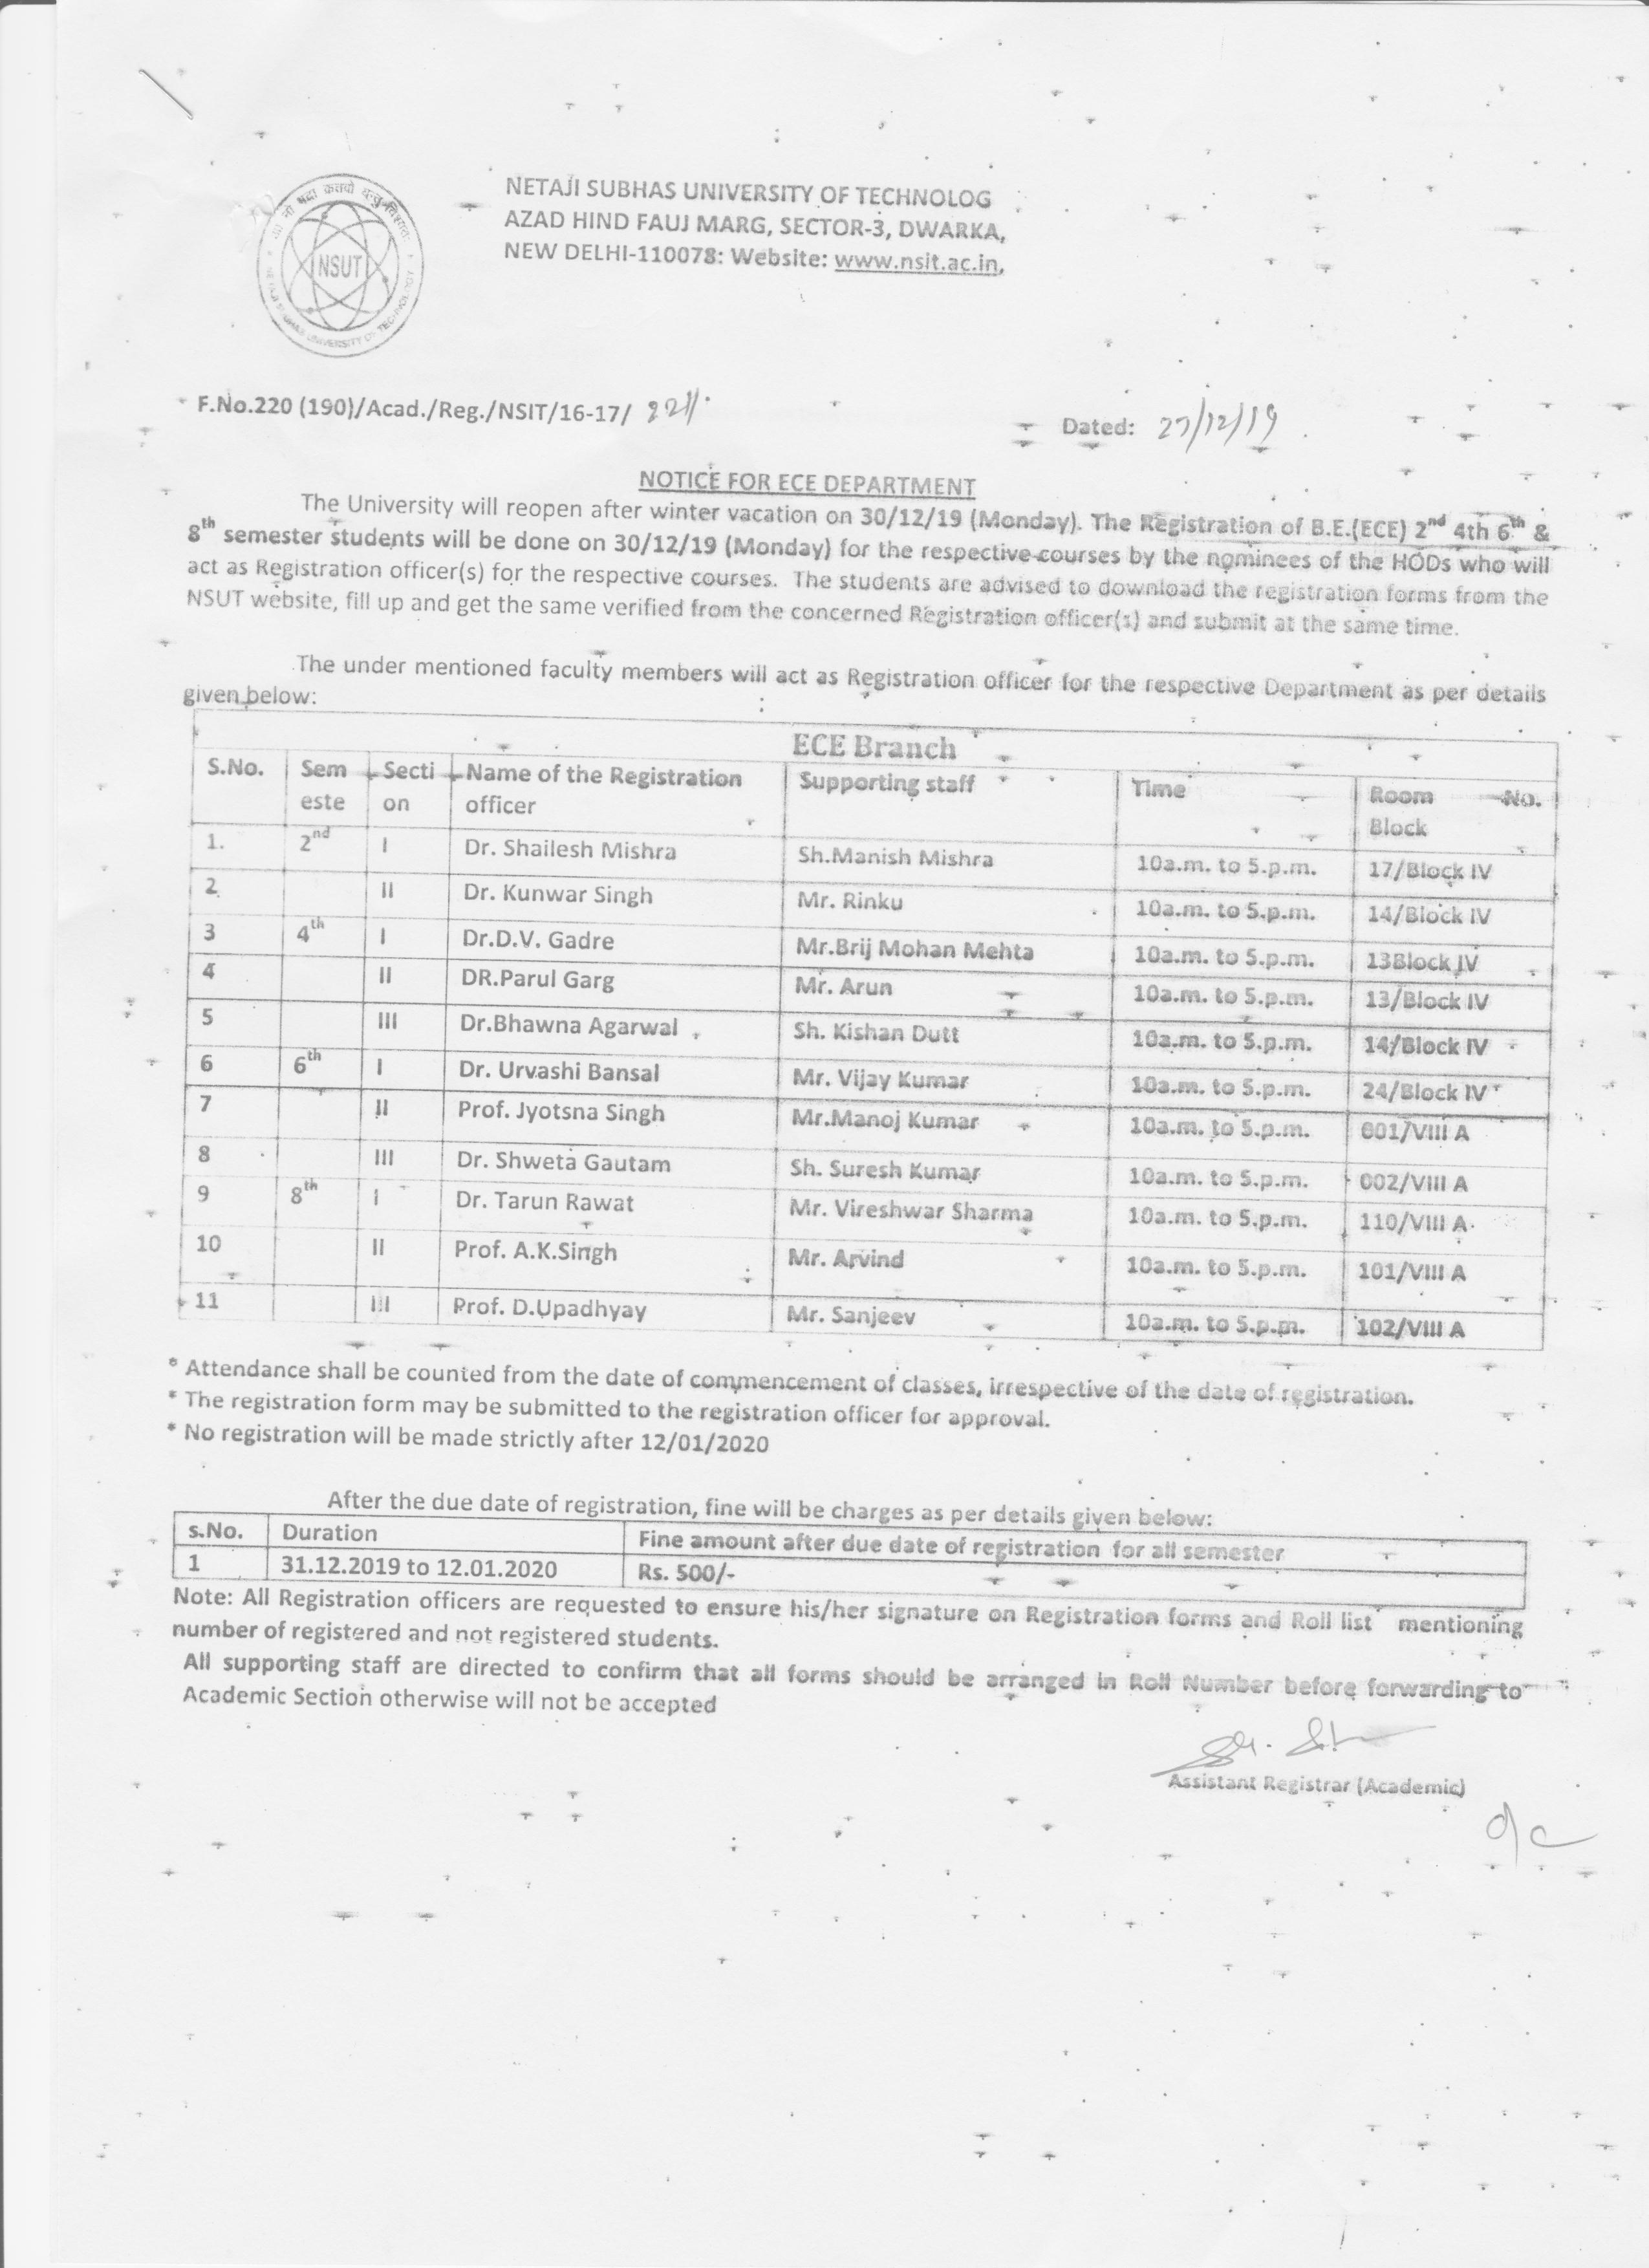 NSUT
NETAJI SUBHAS UNIVERSITY OF TECHNOLOG
AZAD HIND FAUJ MARG, SECTOR-3, DWARKA,
NEW DELHI-110078: Website: www.nsit.ac.in,
F.No.220 (190)/Acad./Reg./NSIT/16-17/
Dated: 27/12/19
NOTICE FOR ECE DEPARTMENT
The University will reopen after winter vacation on 30/12/19 (Monday). The Registration of B.E.(ECE) 2nd 4th 6th &
8th semester students will be done on 30/12/19 (Monday) for the respective courses by the nominees of the HODs who will
act as Registration officer(s) for the respective courses. The students are advised to download the registration forms from the
NSUT website, fill up and get the same verified from the concerned Registration officer(s) and submit at the same time.
The under mentioned faculty members will act as Registration officer for the respective Department as per details
given below:
ECE Branch
S.No. Sem Secti Name of the Registration Supporting staff Time Room No.
este on officer Block
1. 2nd I Dr. Shailesh Mishra Sh.Manish Mishra 10a.m. to 5.p.m. 17/Block IV
2 II Dr. Kunwar Singh Mr. Rinku 10a.m. to 5.p.m. 14/Block IV
3 4th I Dr.D.V. Gadre Mr.Brij Mohan Mehta 10a.m. to 5.p.m. 13Block IV
4 II DR.Parul Garg Mr. Arun 10a.m. to 5.p.m. 13/Block IV
5 III Dr.Bhawna Agarwal Sh. Kishan Dutt 10a.m. to 5.p.m. 14/Block IV
6 6th I Dr. Urvashi Bansal Mr. Vijay Kumar 10a.m. to 5.p.m. 24/Block IV
7 II Prof. Jyotsna Singh Mr.Manoj Kumar 10a.m. to 5.p.m. 001/VIII A
8 III Dr. Shweta Gautam Sh. Suresh Kumar 10a.m. to 5.p.m. 002/VIII A
9 8th I Dr. Tarun Rawat Mr. Vireshwar Sharma 10a.m. to 5.p.m. 110/VIII A
10 II Prof. A.K.Singh Mr. Arvind 10a.m. to 5.p.m. 101/VIII A
11 III Prof. D.Upadhyay Mr. Sanjeev 10a.m. to 5.p.m. 102/VIII A
* Attendance shall be counted from the date of commencement of classes, irrespective of the date of registration.
* The registration form may be submitted to the registration officer for approval.
* No registration will be made strictly after 12/01/2020
After the due date of registration, fine will be charges as per details given below:
s.No. Duration Fine amount after due date of registration for all semester
1 31.12.2019 to 12.01.2020 Rs. 500/-
Note: All Registration officers are requested to ensure his/her signature on Registration forms and Roll list mentioning
number of registered and not registered students.
All supporting staff are directed to confirm that all forms should be arranged in Roll Number before forwarding to
Academic Section otherwise will not be accepted
Assistant Registrar (Academic)